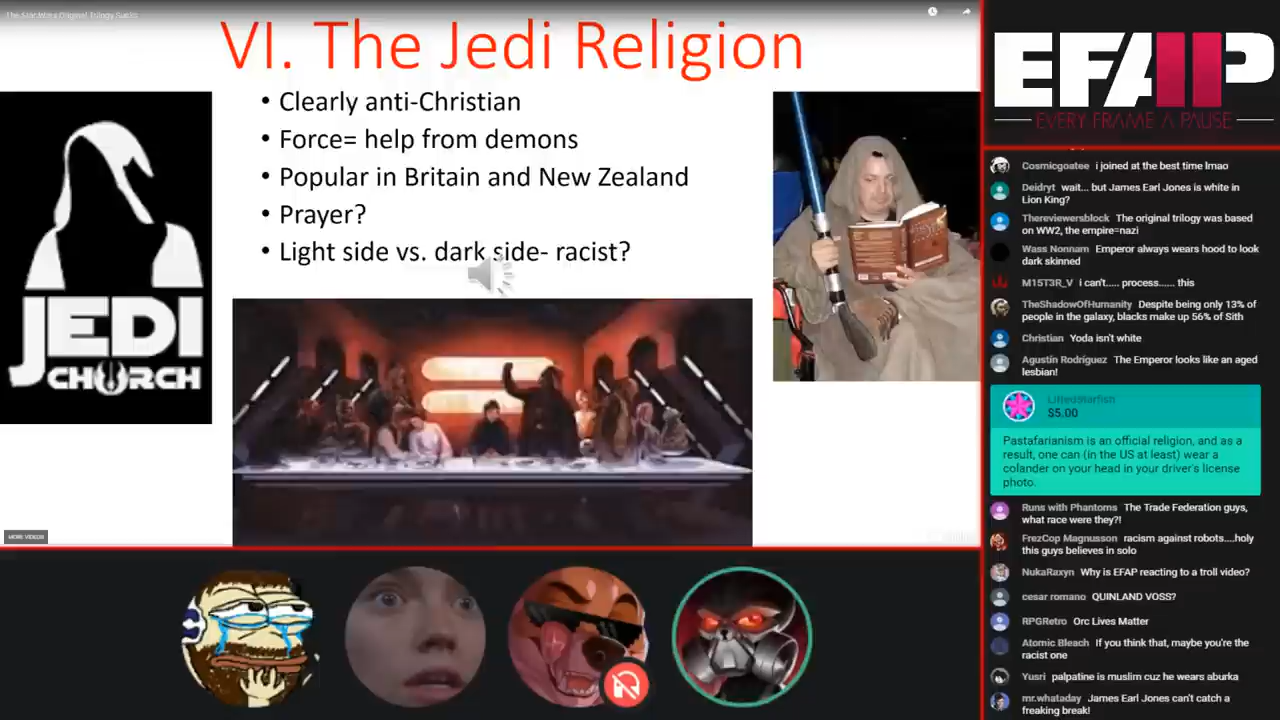 The Star Wars Original Trilogy Sucks
VI. The Jedi Religion
• Clearly anti-Christian
• Force= help from demons
• Popular in Britain and New Zealand
• Prayer?
• Light side vs. dark side- racist?
JEDI
CHURCH
MORE VIDEOS
EFAP
EVERY FRAME A PAUSE
Cosmicgoatee i joined at the best time lmao
Deidryt wait... but James Earl Jones is white in
Lion King?
Thereviewersblock The original trilogy was based
on WW2, the empire=nazi
Wass Nonnam Emperor always wears hood to look
dark skinned
M15T3R_V i can't..... process...... this
TheShadowOfHumanity Despite being only 13% of
people in the galaxy, blacks make up 56% of Sith
Christian Yoda isn't white
Agustín Rodríguez The Emperor looks like an aged
lesbian!
LittledStarfish
$5.00
Pastafarianism is an official religion, and as a
result, one can (in the US at least) wear a
colander on your head in your driver's license
photo.
Runs with Phantoms The Trade Federation guys,
what race were they?!
FrezCop Magnusson racism against robots....holy
this guys believes in solo
NukaRaxyn Why is EFAP reacting to a troll video?
cesar romano QUINLAND VOSS?
RPGRetro Orc Lives Matter
Atomic Bleach If you think that, maybe you're the
racist one
Yusri palpatine is muslim cuz he wears aburka
mr.whataday James Earl Jones can't catch a
freaking break!